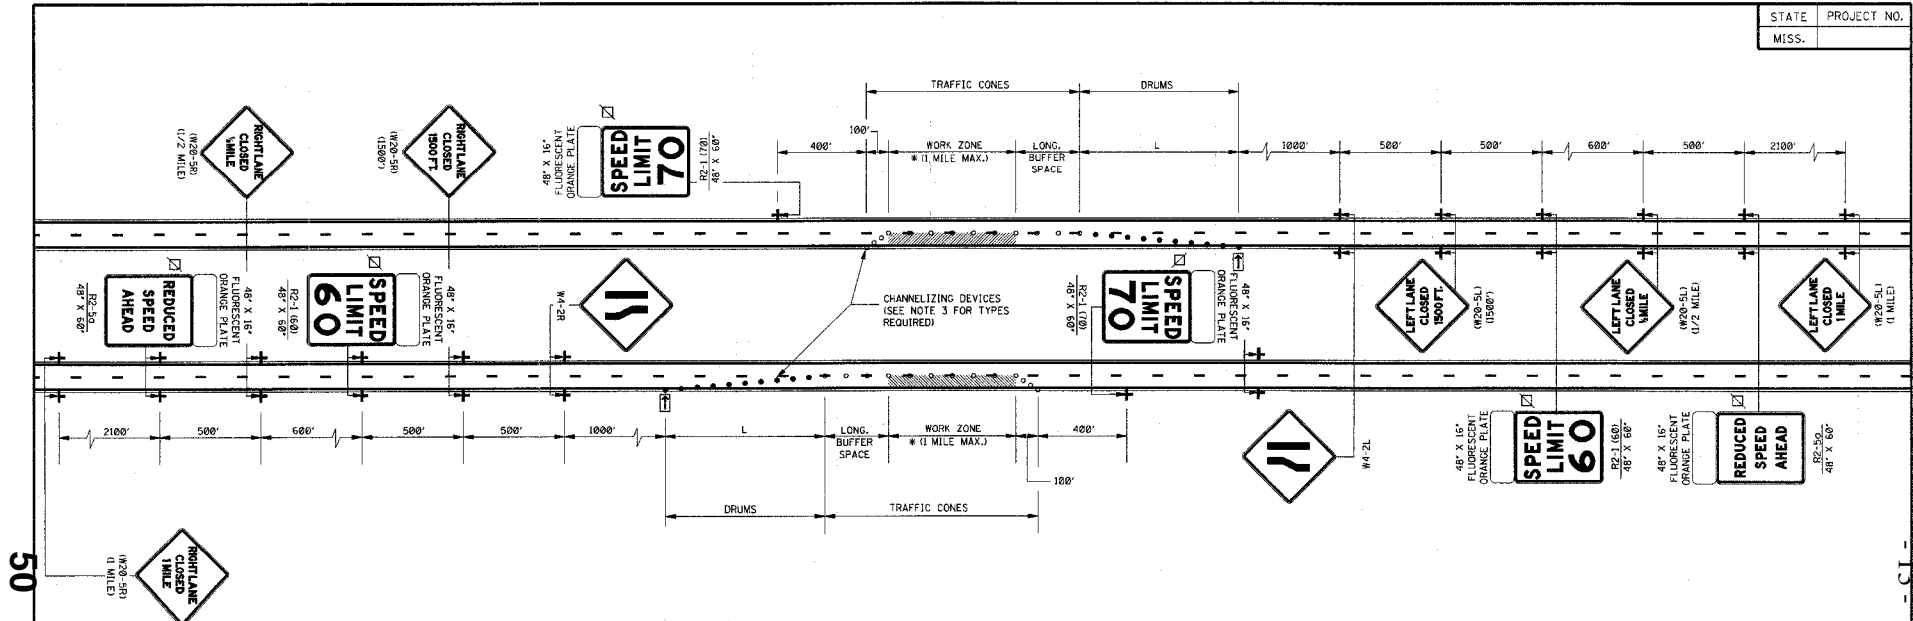 STATE PROJECT NO.
MISS.
TRAFFIC CONES
DRUMS
100'
400'
WORK ZONE
* (1 MILE MAX.)
LONG.
BUFFER
SPACE
L
1000'
500'
500'
600'
500'
2100'
RIGHT LANE
CLOSED
½ MILE
(W20-5R)
(1/2 MILE)
RIGHT LANE
CLOSED
1500 FT.
(W20-5R)
(1500')
48" X 16"
FLUORESCENT
ORANGE PLATE
SPEED
LIMIT
70
R2-1 (70)
48" X 60"
REDUCED
SPEED
AHEAD
R2-5a
48" X 60"
48" X 16"
FLUORESCENT
ORANGE PLATE
SPEED
LIMIT
60
R2-1 (60)
48" X 60"
48" X 16"
FLUORESCENT
ORANGE PLATE
W4-2R
CHANNELIZING DEVICES
(SEE NOTE 3 FOR TYPES
REQUIRED)
SPEED
LIMIT
70
R2-1 (70)
48" X 60"
48" X 16"
FLUORESCENT
ORANGE PLATE
LEFT LANE
CLOSED
1500 FT.
(W20-5L)
(1500')
LEFT LANE
CLOSED
½ MILE
(W20-5L)
(1/2 MILE)
LEFT LANE
CLOSED
1 MILE
(W20-5L)
(1 MILE)
2100'
500'
600'
500'
500'
1000'
L
LONG.
BUFFER
SPACE
WORK ZONE
* (1 MILE MAX.)
400'
100'
DRUMS
TRAFFIC CONES
W4-2L
48" X 16"
FLUORESCENT
ORANGE PLATE
SPEED
LIMIT
60
R2-1 (60)
48" X 60"
48" X 16"
FLUORESCENT
ORANGE PLATE
REDUCED
SPEED
AHEAD
R2-5a
48" X 60"
RIGHT LANE
CLOSED
1 MILE
(W20-5R)
(1 MILE)
50